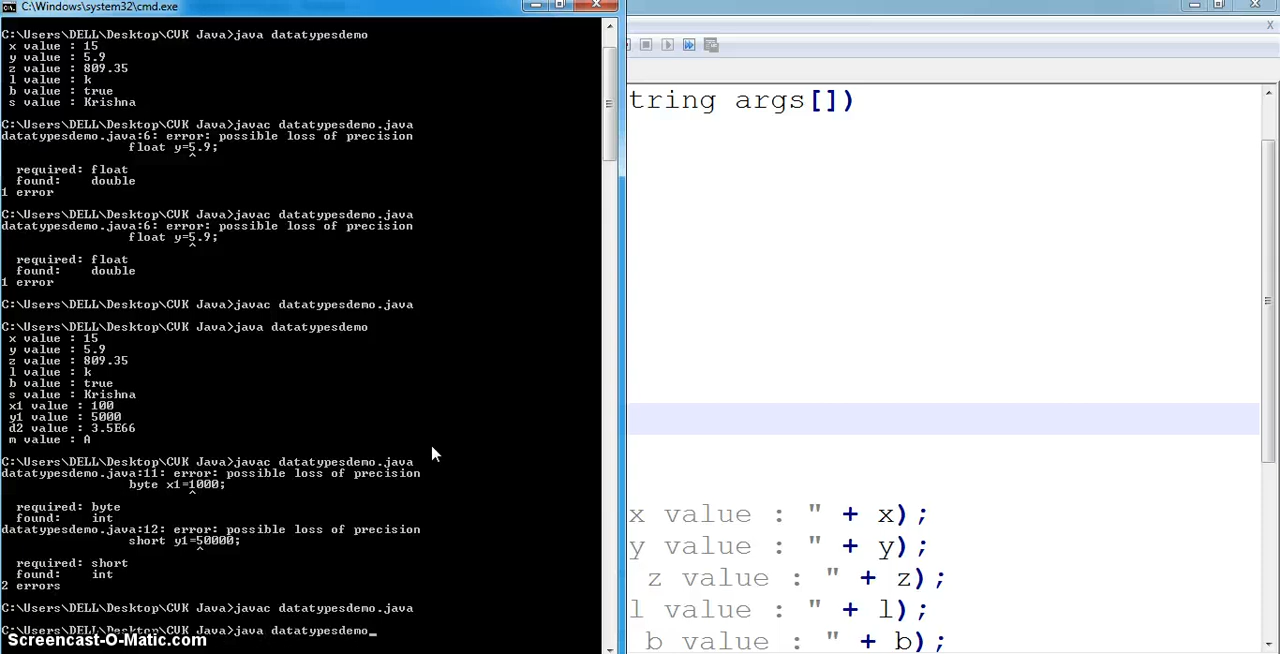 C:\Windows\system32\cmd.exe
C:\Users\DELL\Desktop\CVK Java>java datatypesdemo
x value : 15
y value : 5.9
z value : 809.35
l value : k
b value : true
s value : Krishna
C:\Users\DELL\Desktop\CVK Java>javac datatypesdemo.java
datatypesdemo.java:6: error: possible loss of precision
float y=5.9;
^
required: float
found:    double
1 error
C:\Users\DELL\Desktop\CVK Java>javac datatypesdemo.java
datatypesdemo.java:6: error: possible loss of precision
float y=5.9;
^
required: float
found:    double
1 error
C:\Users\DELL\Desktop\CVK Java>javac datatypesdemo.java
C:\Users\DELL\Desktop\CVK Java>java datatypesdemo
x value : 15
y value : 5.9
z value : 809.35
l value : k
b value : true
s value : Krishna
x1 value : 100
y1 value : 5000
d2 value : 3.5E66
m value : A
C:\Users\DELL\Desktop\CVK Java>javac datatypesdemo.java
datatypesdemo.java:11: error: possible loss of precision
byte x1=1000;
^
required: byte
found:    int
datatypesdemo.java:12: error: possible loss of precision
short y1=50000;
^
required: short
found:    int
2 errors
C:\Users\DELL\Desktop\CVK Java>javac datatypesdemo.java
C:\Users\DELL\Desktop\CVK Java>java datatypesdemo_
Screencast-O-Matic.com
tring args[])
x value : " + x);
y value : " + y);
z value : " + z);
l value : " + l);
b value : " + b);